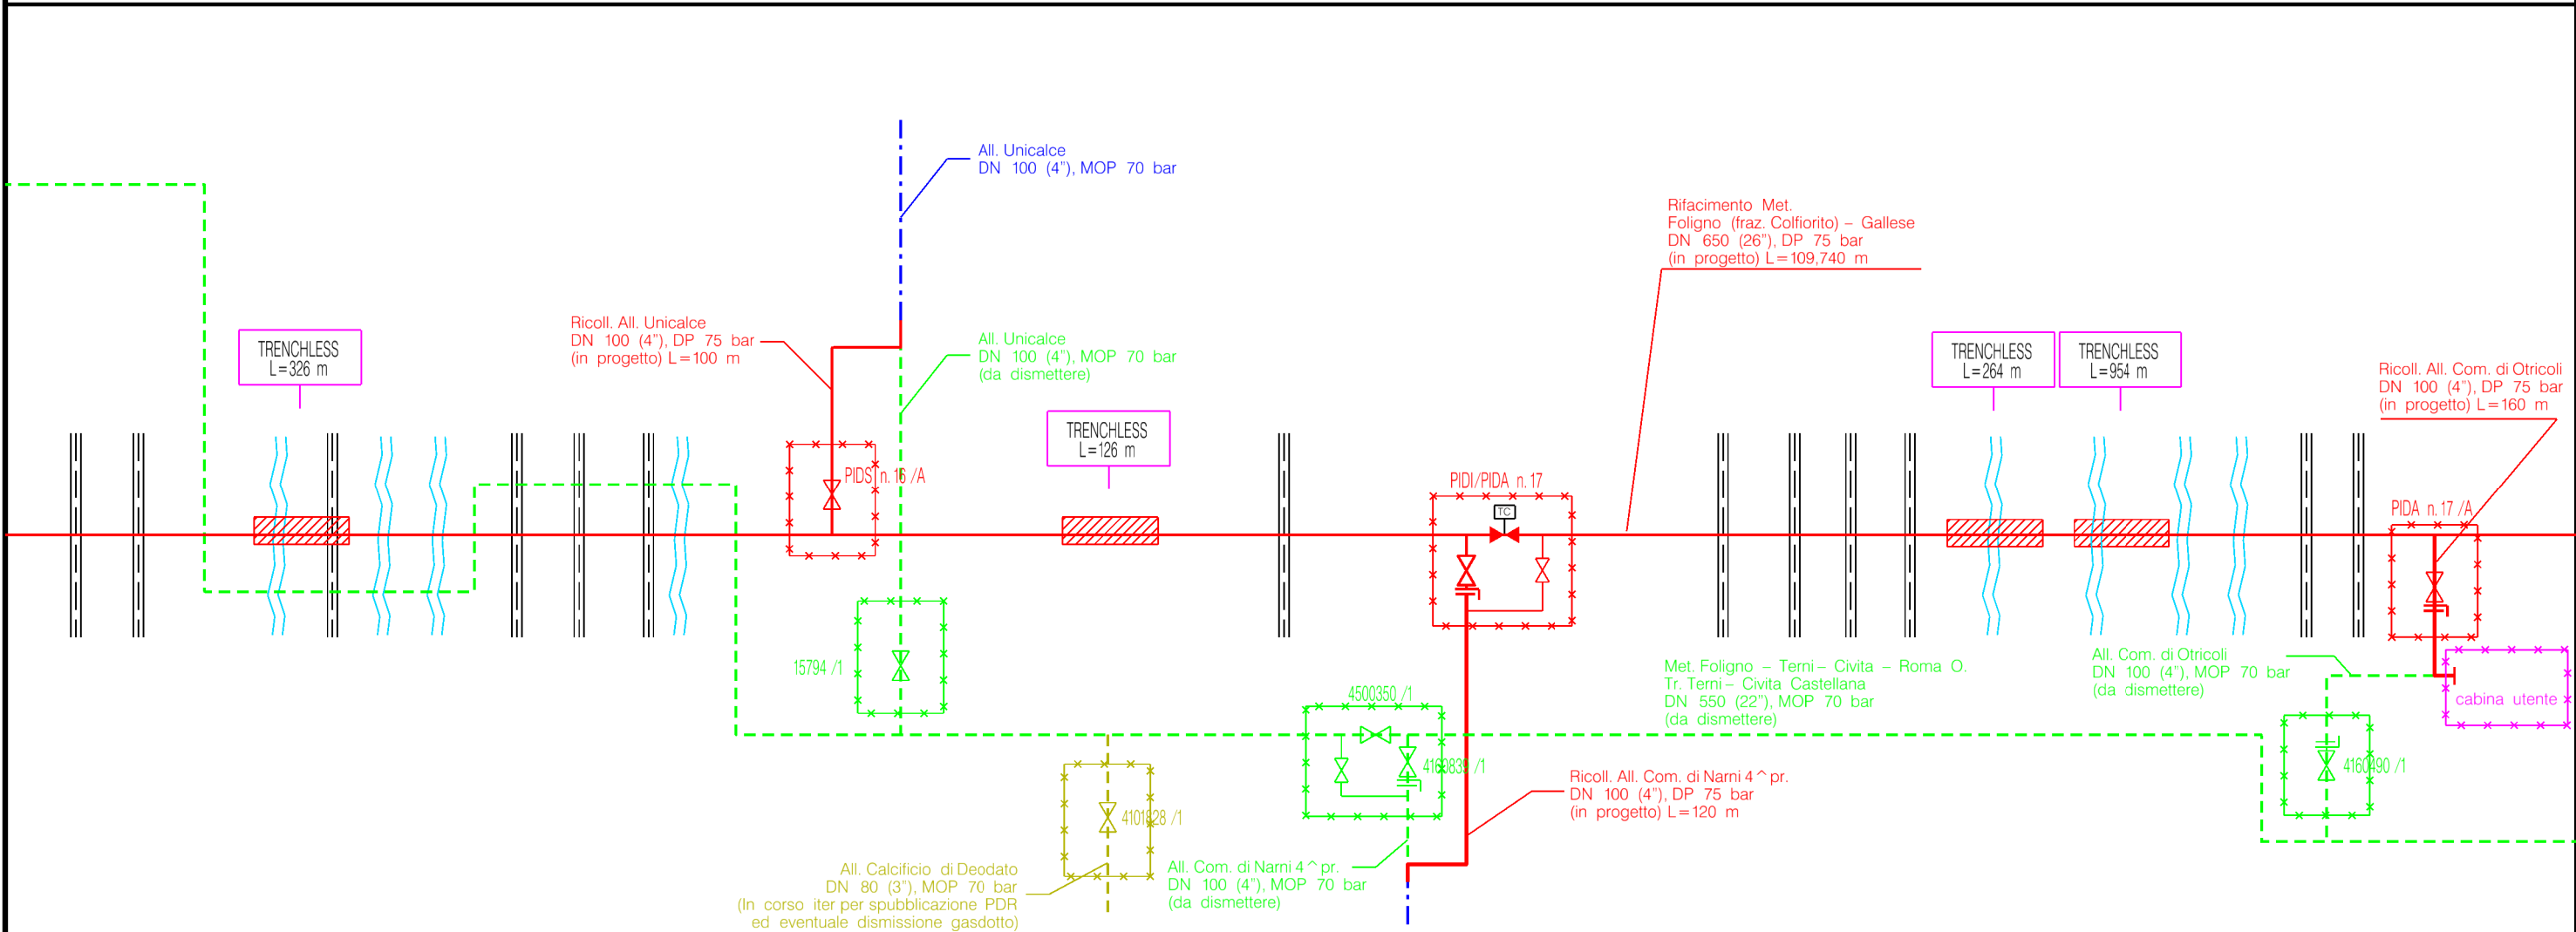 All. Unicalce
DN 100 (4"), MOP 70 bar
Rifacimento Met.
Foligno (fraz. Colfiorito) – Gallese
DN 650 (26"), DP 75 bar
(in progetto) L=109,740 m
Ricoll. All. Unicalce
DN 100 (4"), DP 75 bar
(in progetto) L=100 m
TRENCHLESS
L=326 m
All. Unicalce
DN 100 (4"), MOP 70 bar
(da dismettere)
TRENCHLESS
L=264 m
TRENCHLESS
L=954 m
Ricoll. All. Com. di Otricoli
DN 100 (4"), DP 75 bar
(in progetto) L=160 m
TRENCHLESS
L=126 m
PIDS n.16 /A
PIDI/PIDA n.17
TC
PIDA n.17 /A
15794 /1
4500350 /1
Met. Foligno – Terni – Civita – Roma O.
Tr. Terni – Civita Castellana
DN 550 (22"), MOP 70 bar
(da dismettere)
All. Com. di Otricoli
DN 100 (4"), MOP 70 bar
(da dismettere)
cabina utente
4160490 /1
Ricoll. All. Com. di Narni 4^pr.
DN 100 (4"), DP 75 bar
(in progetto) L=120 m
4101828 /1
All. Calcificio di Deodato
DN 80 (3"), MOP 70 bar
(In corso iter per spubblicazione PDR
ed eventuale dismissione gasdotto)
All. Com. di Narni 4^pr.
DN 100 (4"), MOP 70 bar
(da dismettere)